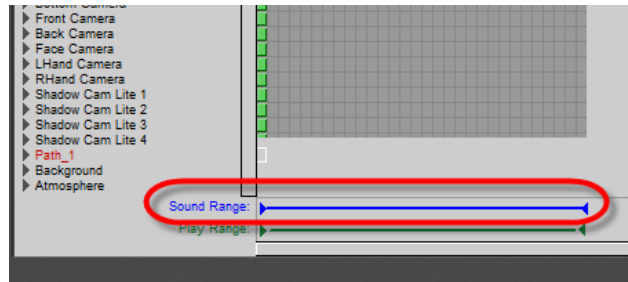 Bottom Camera
Front Camera
Back Camera
Face Camera
LHand Camera
RHand Camera
Shadow Cam Lite 1
Shadow Cam Lite 2
Shadow Cam Lite 3
Shadow Cam Lite 4
Path_1
Background
Atmosphere
Sound Range:
Play Range: